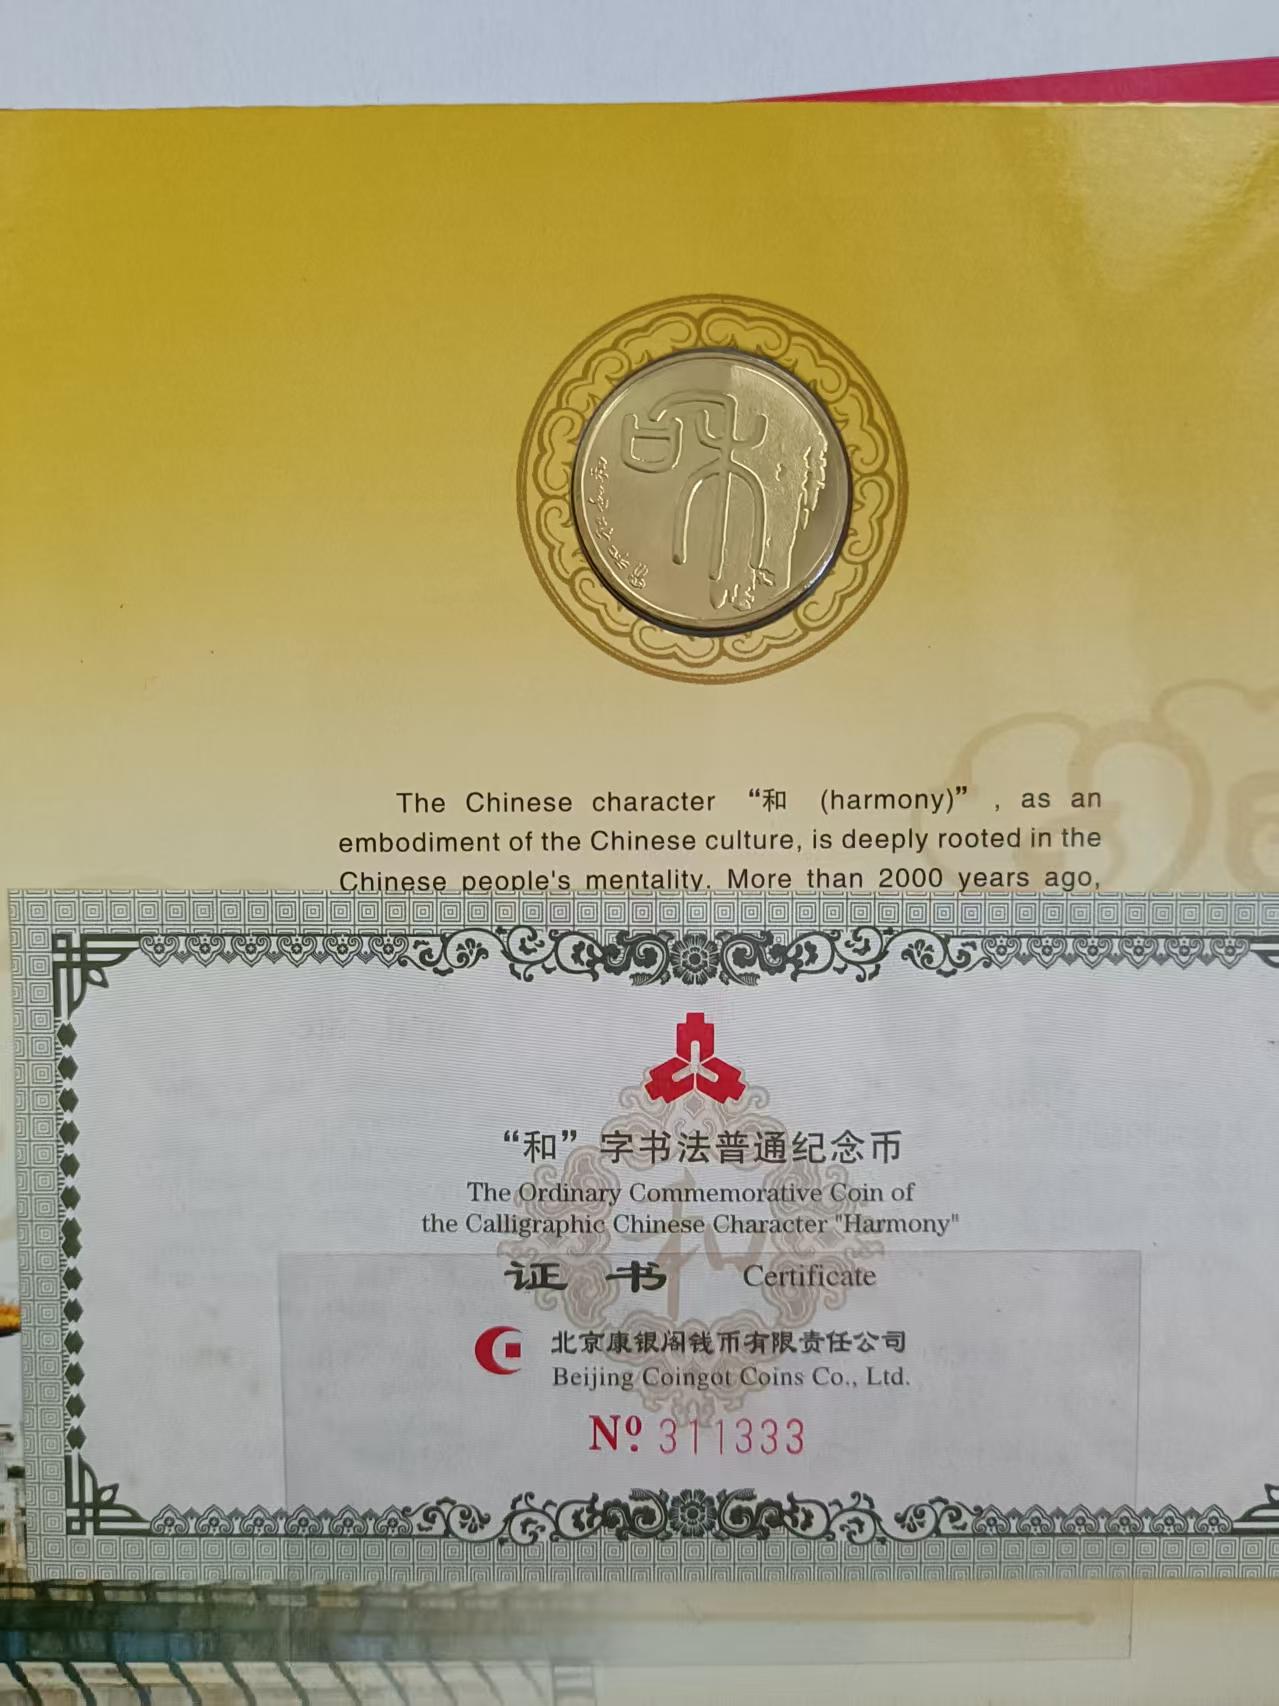 和
The Chinese character “和 (harmony)” , as an
embodiment of the Chinese culture, is deeply rooted in the
Chinese people's mentality. More than 2000 years ago,
“和”字书法普通纪念币
The Ordinary Commemorative Coin of
the Calligraphic Chinese Character "Harmony"
证书 Certificate
北京康银阁钱币有限责任公司
Beijing Coingot Coins Co., Ltd.
Nº 311333